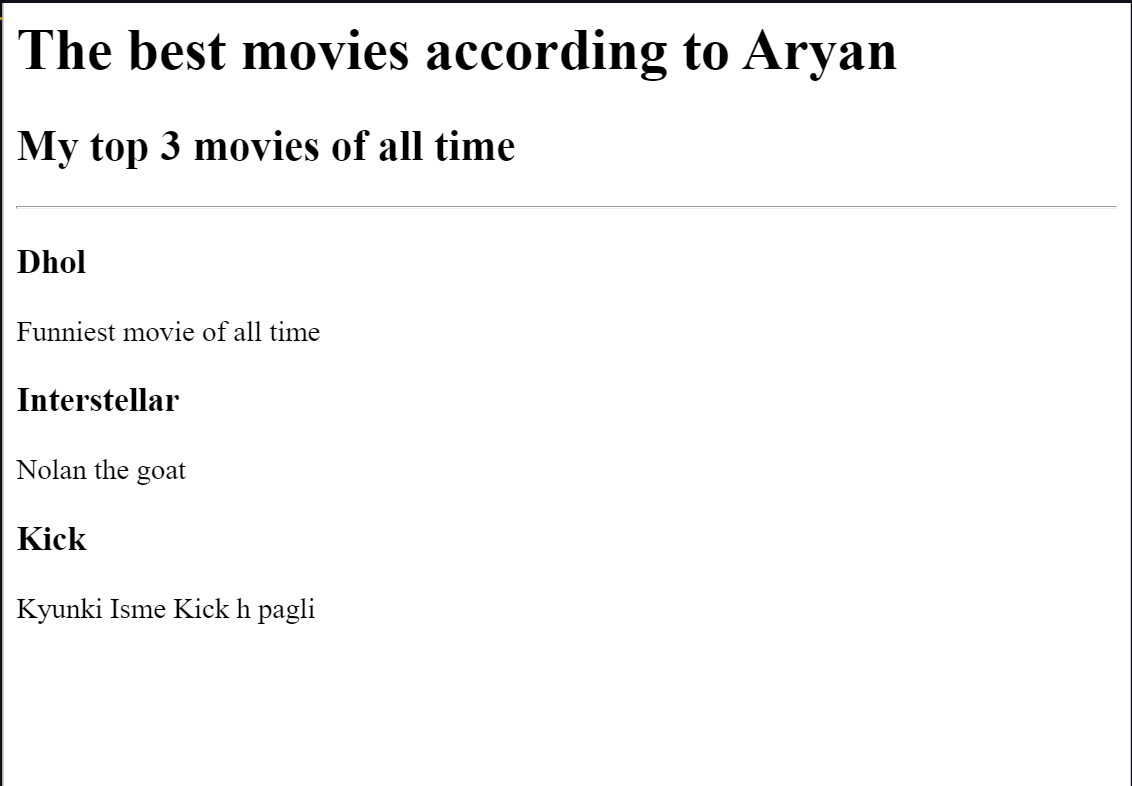 The best movies according to Aryan
My top 3 movies of all time
Dhol
Funniest movie of all time
Interstellar
Nolan the goat
Kick
Kyunki Isme Kick h pagli